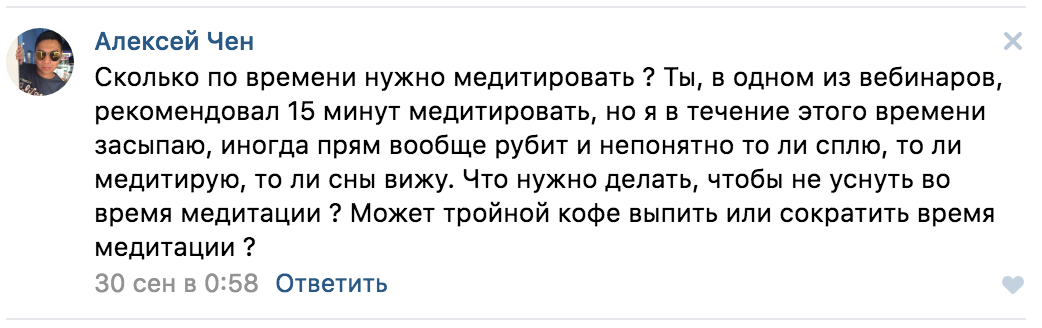 Алексей Чен
Сколько по времени нужно медитировать ? Ты, в одном из вебинаров,
рекомендовал 15 минут медитировать, но я в течение этого времени
засыпаю, иногда прям вообще рубит и непонятно то ли сплю, то ли
медитирую, то ли сны вижу. Что нужно делать, чтобы не уснуть во
время медитации ? Может тройной кофе выпить или сократить время
медитации ?
30 сен в 0:58 Ответить